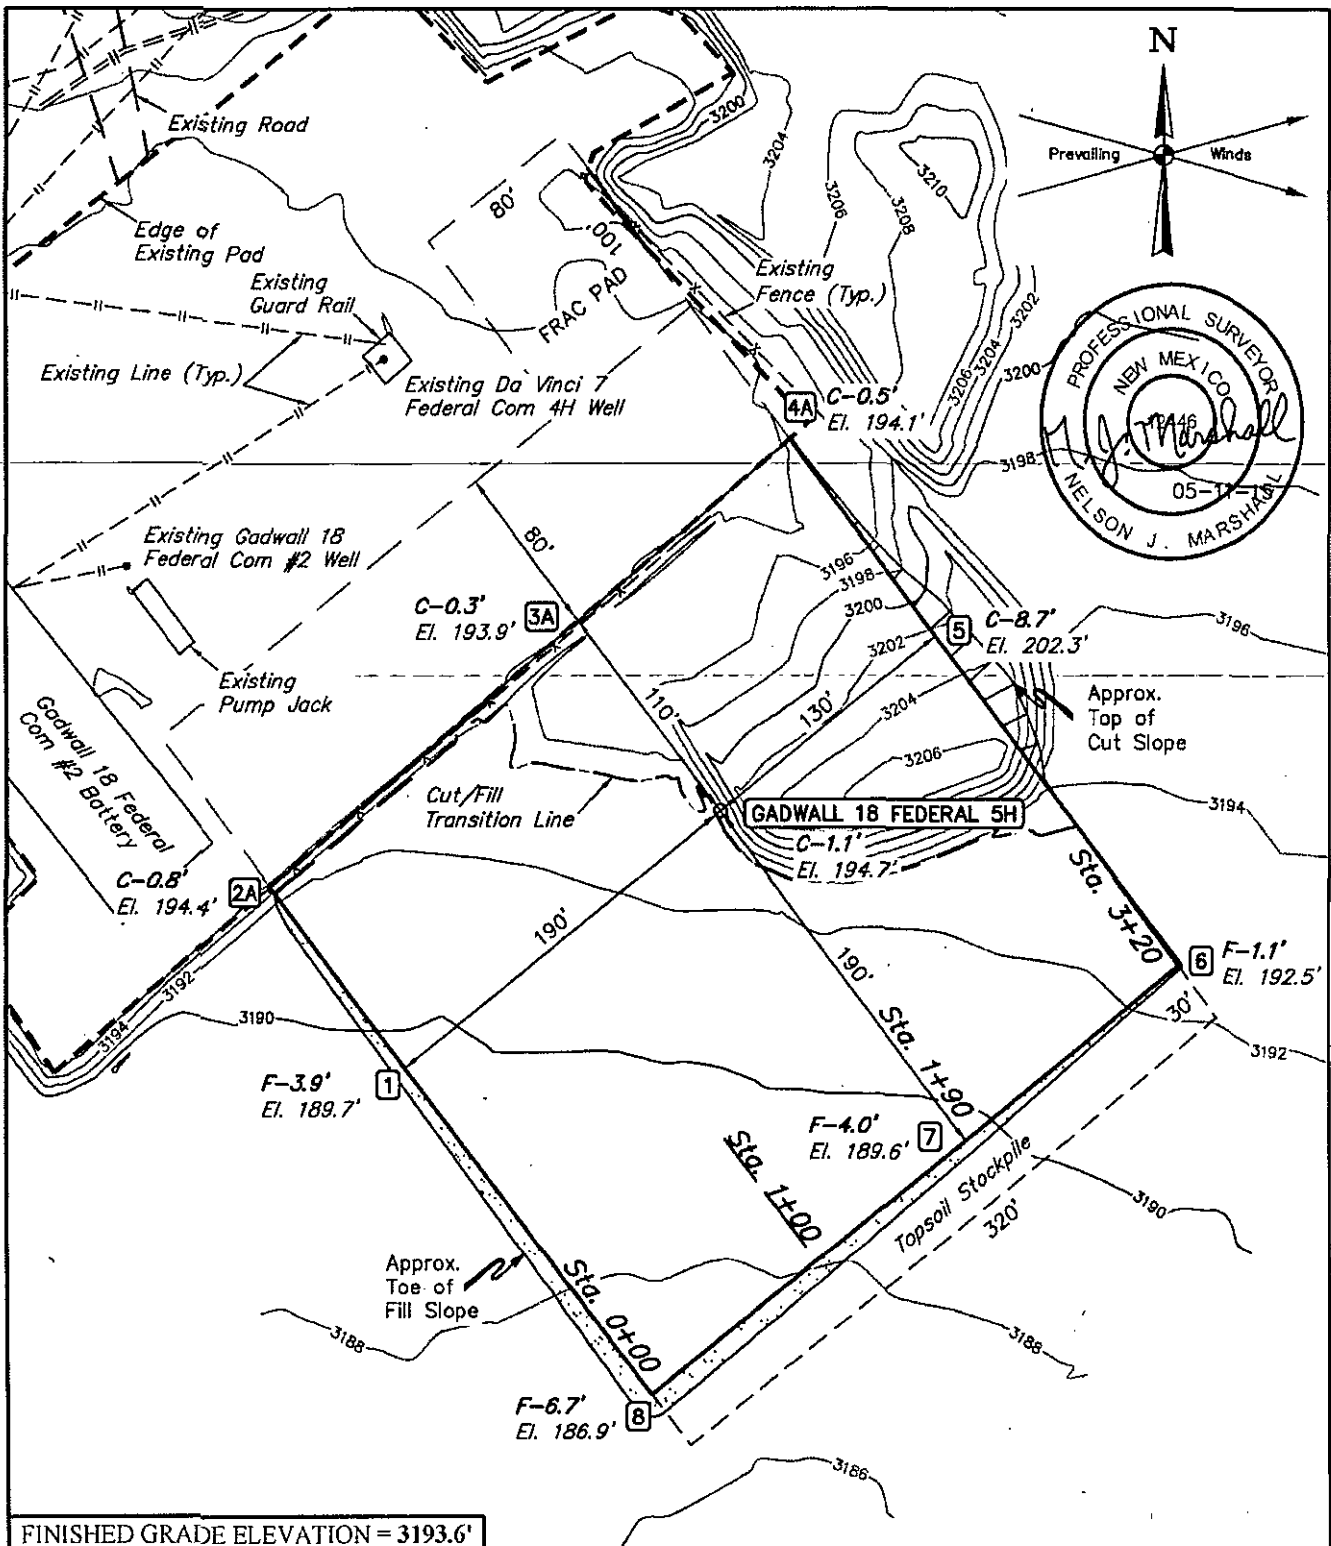 N
Prevailing Winds
Existing Road
Edge of
Existing Pad
Existing
Guard Rail
Existing Line (Typ.)
80'
100'
FRAC PAD
Existing
Fence (Typ.)
3200
3204
3206
3208
3210
3202
3204
3206
3200
3198
PROFESSIONAL SURVEYOR
NEW MEXICO
N.J. Marshall
NELSON J. MARSHALL
Existing Da Vinci 7
Federal Com 4H Well
4A
C-0.5'
El. 194.1'
Existing Gadwall 18
Federal Com #2 Well
80'
C-0.3'
El. 193.9'
3A
3196
3198
3200
3202
5
C-8.7'
El. 202.3'
3196
Existing
Pump Jack
Gadwall 18 Federal
Com #2 Battery
110'
130'
3204
3206
Approx.
Top of
Cut Slope
Cut/Fill
Transition Line
GADWALL 18 FEDERAL 5H
C-1.1'
El. 194.7'
3194
C-0.8'
El. 194.4'
2A
190'
190'
Sta. 3+20
6
F-1.1'
El. 192.5'
30'
3192
3194
3192
3190
F-3.9'
El. 189.7'
1
Sta. 1+90
F-4.0'
El. 189.6'
7
Sta. 1+00
Topsoil Stockpile
320'
3190
Approx.
Toe of
Fill Slope
Sta. 0+00
3188
3188
F-6.7'
El. 186.9'
8
3186
FINISHED GRADE ELEVATION = 3193.6'